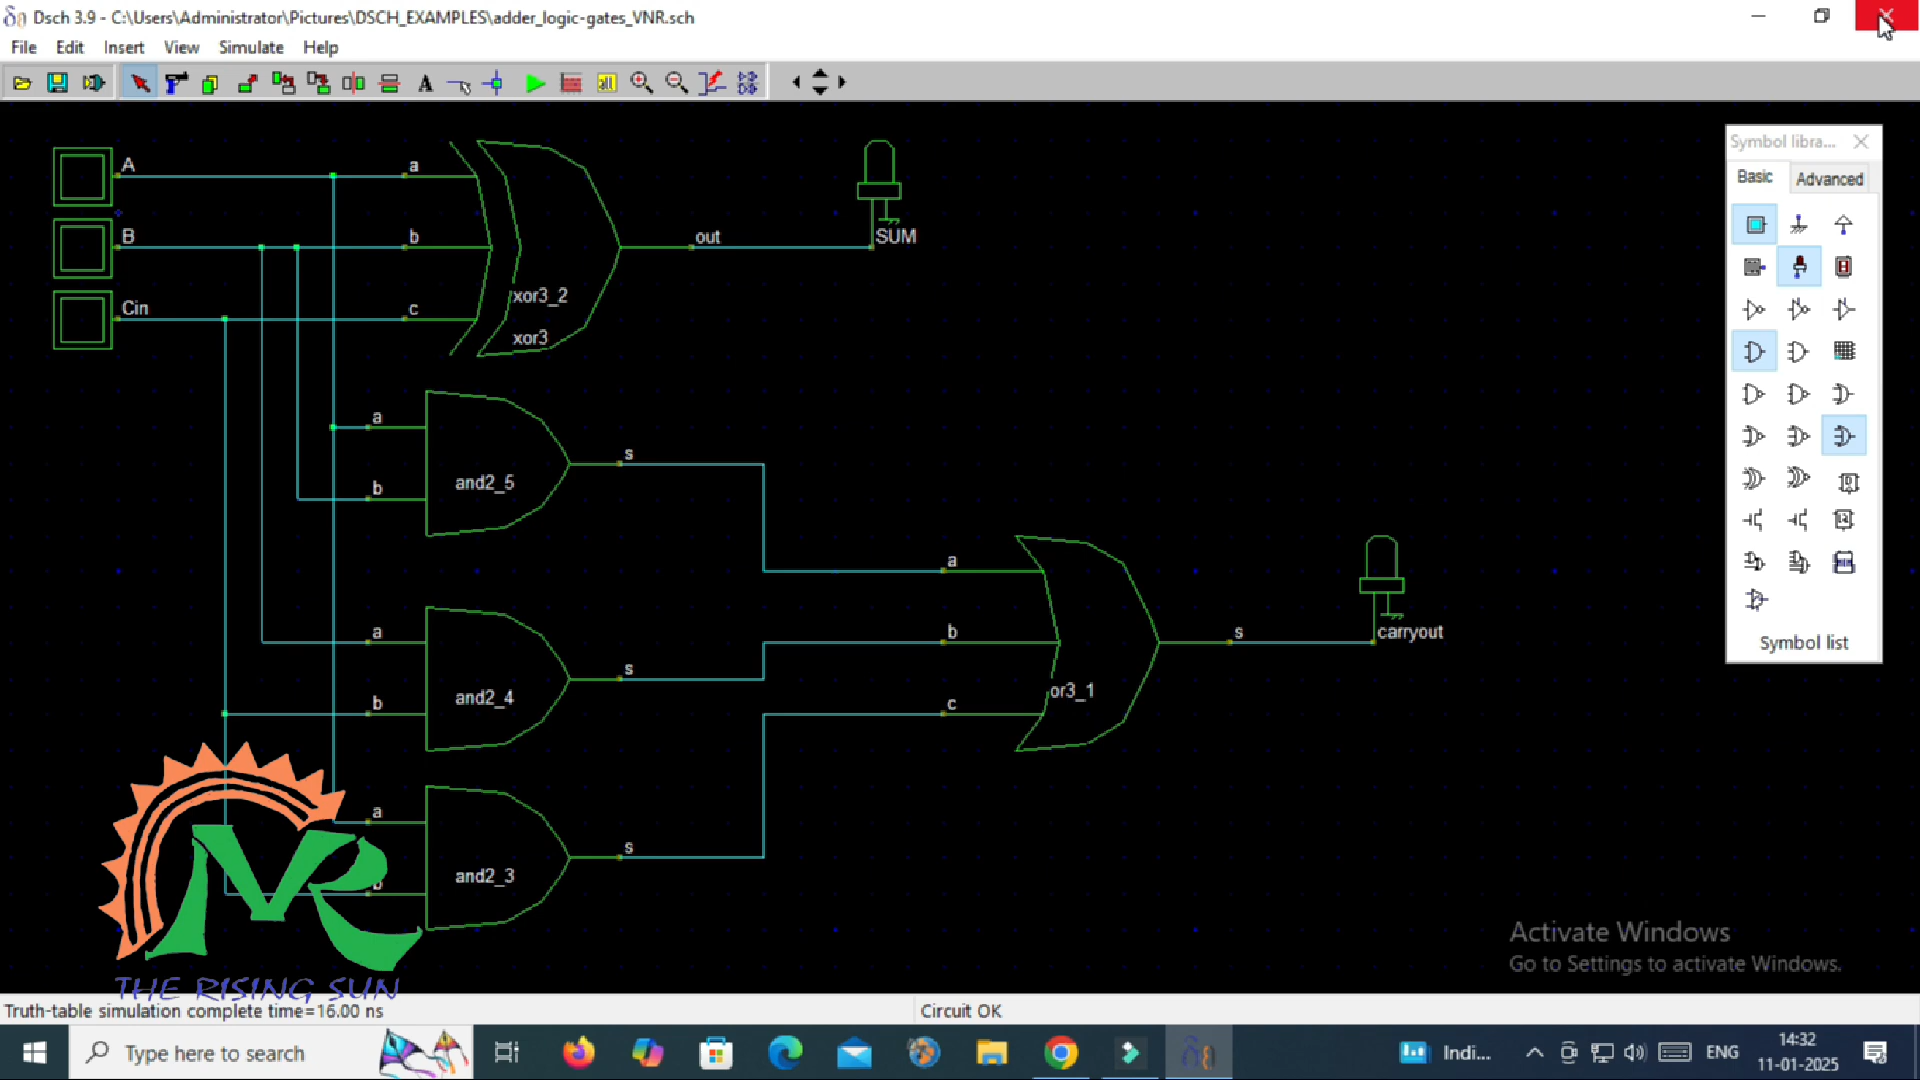 Dsch 3.9 - C:\Users\Administrator\Pictures\DSCH_EXAMPLES\adder_logic-gates_VNR.sch
File Edit Insert View Simulate Help
Symbol libra...
Basic Advanced
A a
B b out SUM
Cin c
xor3_2
xor3
a
s
and2_5
b
a
a b s carryout
s
and2_4 or3_1
b c
a
s
and2_3
b
Symbol list
VR
THE RISING SUN
Activate Windows
Go to Settings to activate Windows.
Truth-table simulation complete time=16.00 ns Circuit OK
Type here to search Indi... ENG 14:32
11-01-2025